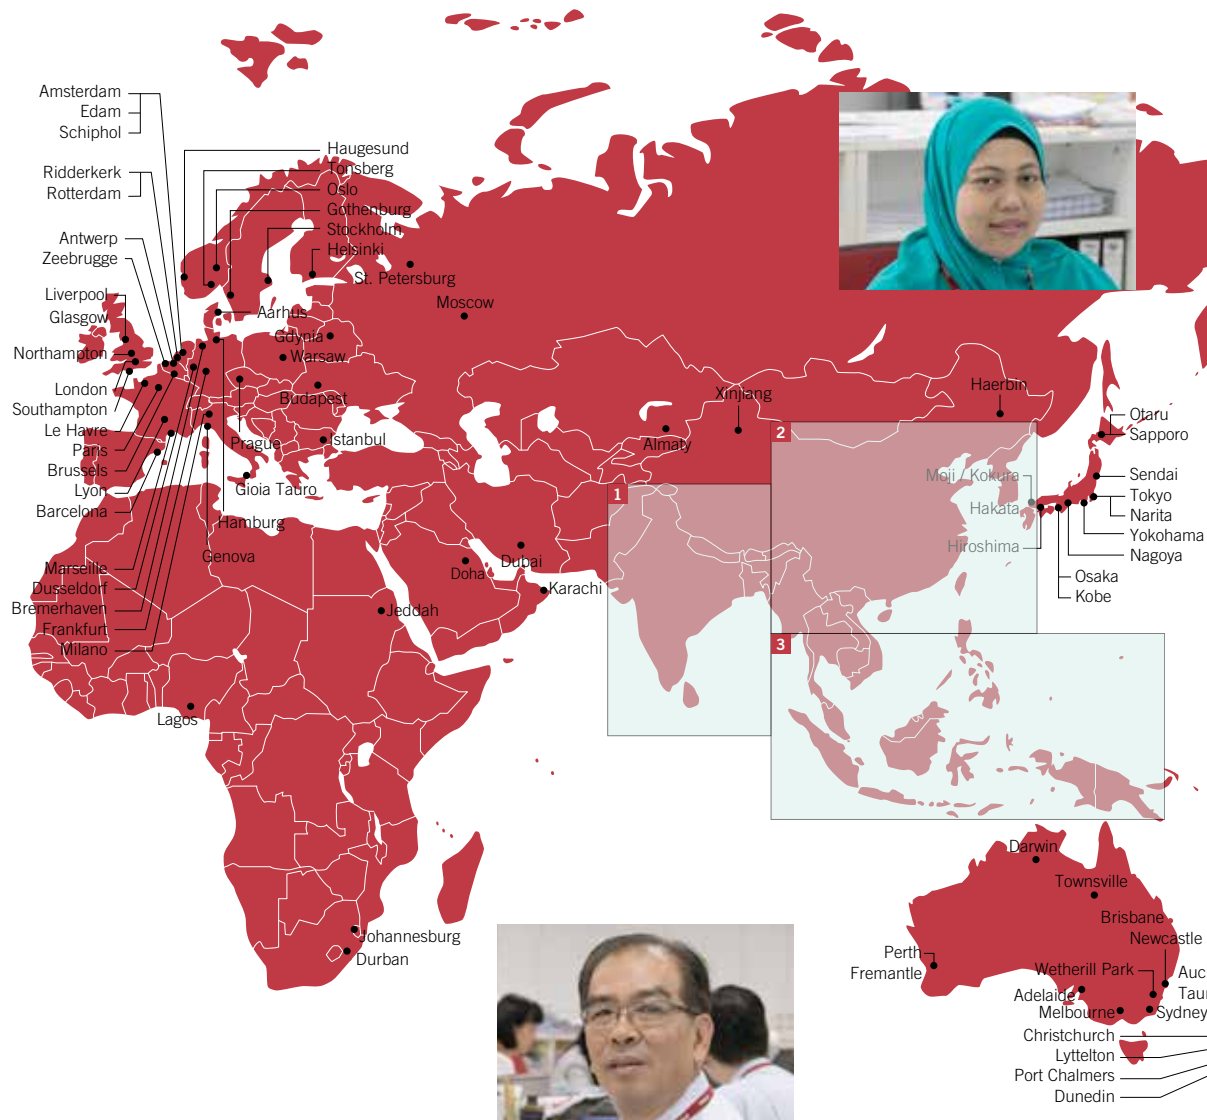 Amsterdam
Edam
Schiphol
Ridderkerk
Rotterdam
Antwerp
Zeebrugge
Liverpool
Glasgow
Northampton
London
Southampton
Le Havre
Paris
Brussels
Lyon
Barcelona
Marseille
Dusseldorf
Bremerhaven
Frankfurt
Milano
Haugesund
Tonsberg
Oslo
Gothenburg
Stockholm
Helsinki
St. Petersburg
Moscow
Aarhus
Gdynia
Warsaw
Budapest
Prague
Istanbul
Gioia Tauro
Hamburg
Genova
Doha
Dubai
Karachi
Jeddah
Lagos
Johannesburg
Durban
Almaty
Xinjiang
Haerbin
1
2
3
Moji / Kokura
Hakata
Hiroshima
Otaru
Sapporo
Sendai
Tokyo
Narita
Yokohama
Nagoya
Osaka
Kobe
Darwin
Townsville
Brisbane
Newcastle
Perth
Fremantle
Wetherill Park
Auc
Taur
Adelaide
Melbourne
Sydney
Christchurch
Lyttelton
Port Chalmers
Dunedin